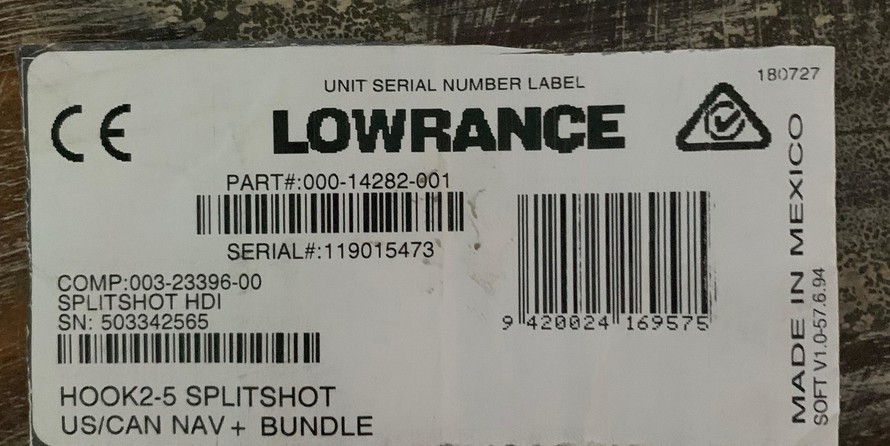 UNIT SERIAL NUMBER LABEL
180727
CE
LOWRANCE
PART#:000-14282-001
SERIAL#:119015473
COMP:003-23396-00
SPLITSHOT HDI
SN: 503342565
9 420024 169575
HOOK2-5 SPLITSHOT
US/CAN NAV+ BUNDLE
MADE IN MEXICO
SOFT V1.0-57.6.94